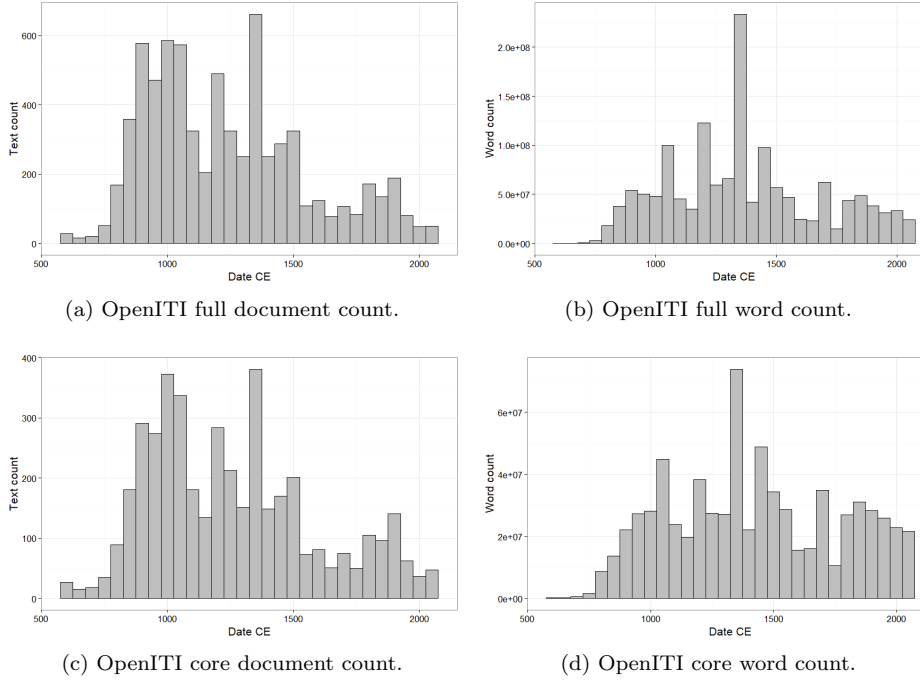 600
400
200
0
Text count
500
1000
1500
2000
Date CE
(a) OpenITI full document count.
2.0e+08
1.5e+08
1.0e+08
5.0e+07
0.0e+00
Word count
500
1000
1500
2000
Date CE
(b) OpenITI full word count.
400
300
200
100
0
Text count
500
1000
1500
2000
Date CE
(c) OpenITI core document count.
6e+07
4e+07
2e+07
0e+00
Word count
500
1000
1500
2000
Date CE
(d) OpenITI core word count.